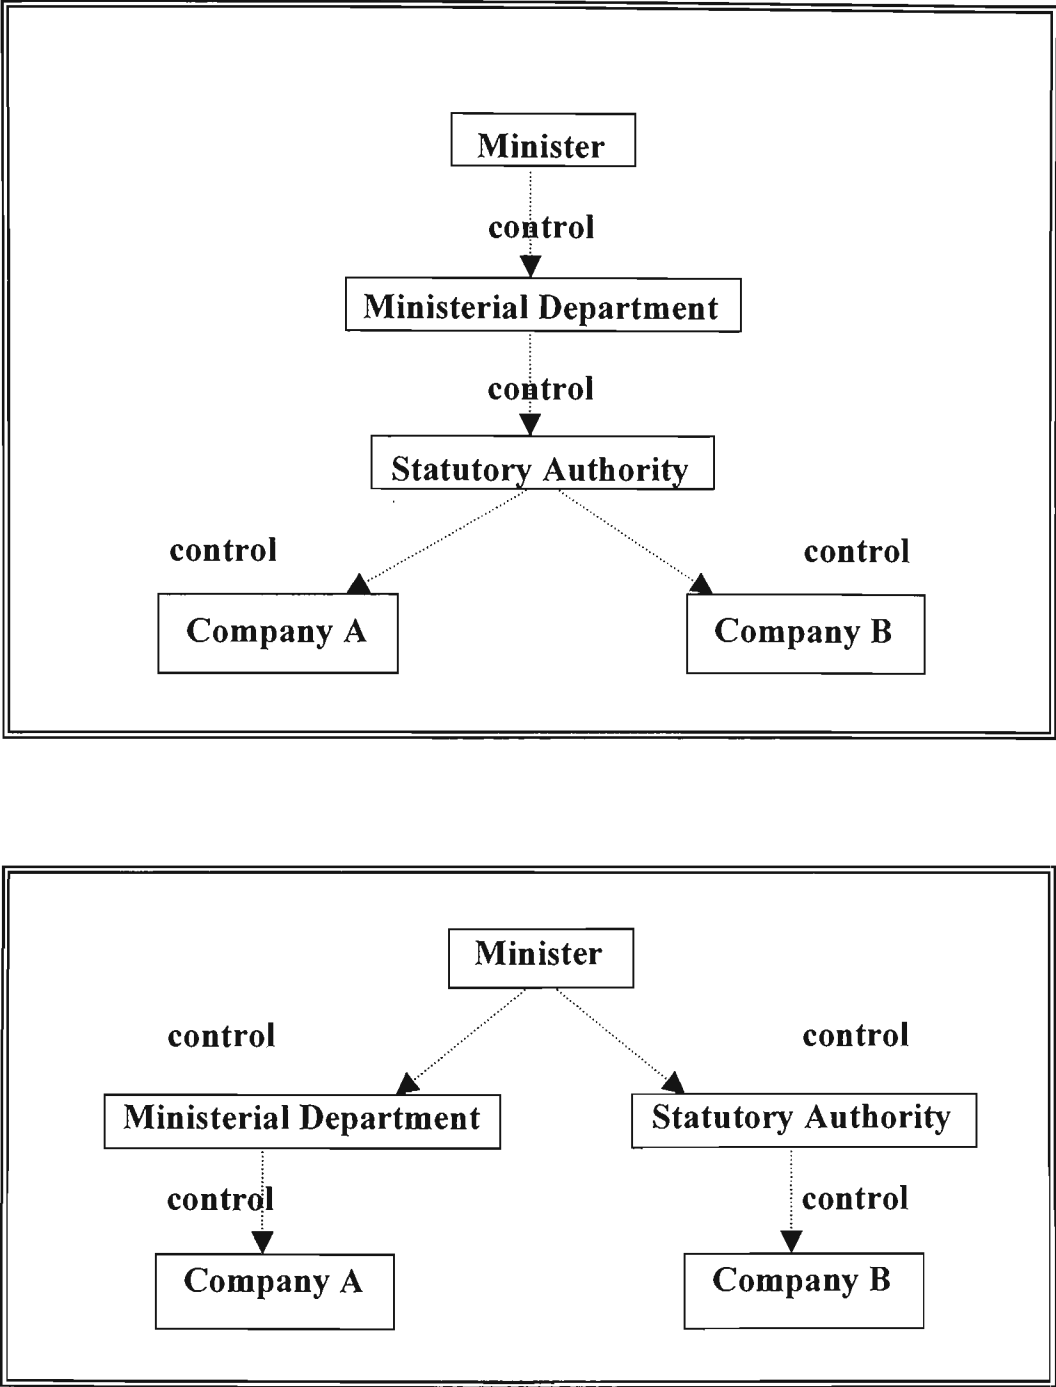 Minister
control
Ministerial Department
control
Statutory Authority
control control
Company A Company B
Minister
control control
Ministerial Department Statutory Authority
control control
Company A Company B